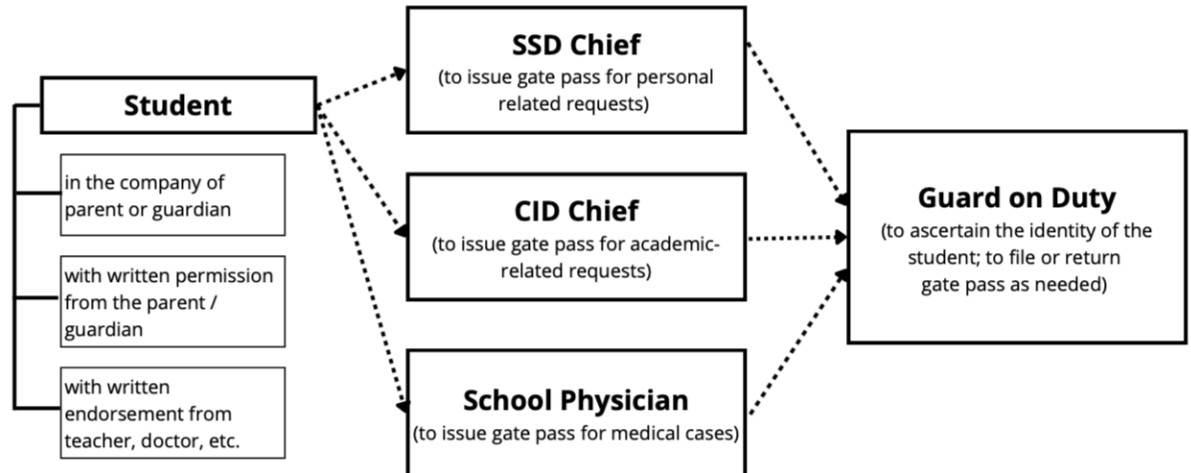 Student
in the company of
parent or guardian
with written permission
from the parent /
guardian
with written
endorsement from
teacher, doctor, etc.
SSD Chief
(to issue gate pass for personal
related requests)
CID Chief
(to issue gate pass for academic-
related requests)
School Physician
(to issue gate pass for medical cases)
Guard on Duty
(to ascertain the identity of the
student; to file or return
gate pass as needed)